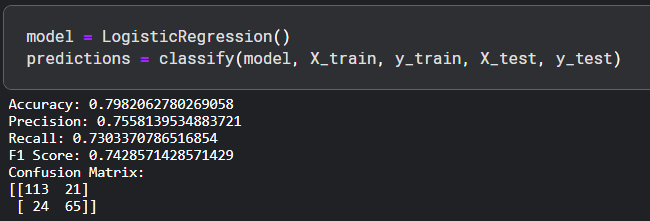 model = LogisticRegression()
predictions = classify(model, X_train, y_train, X_test, y_test)
Accuracy: 0.7982062780269058
Precision: 0.7558139534883721
Recall: 0.7303370786516854
F1 Score: 0.7428571428571429
Confusion Matrix:
[[113  21]
 [ 24  65]]